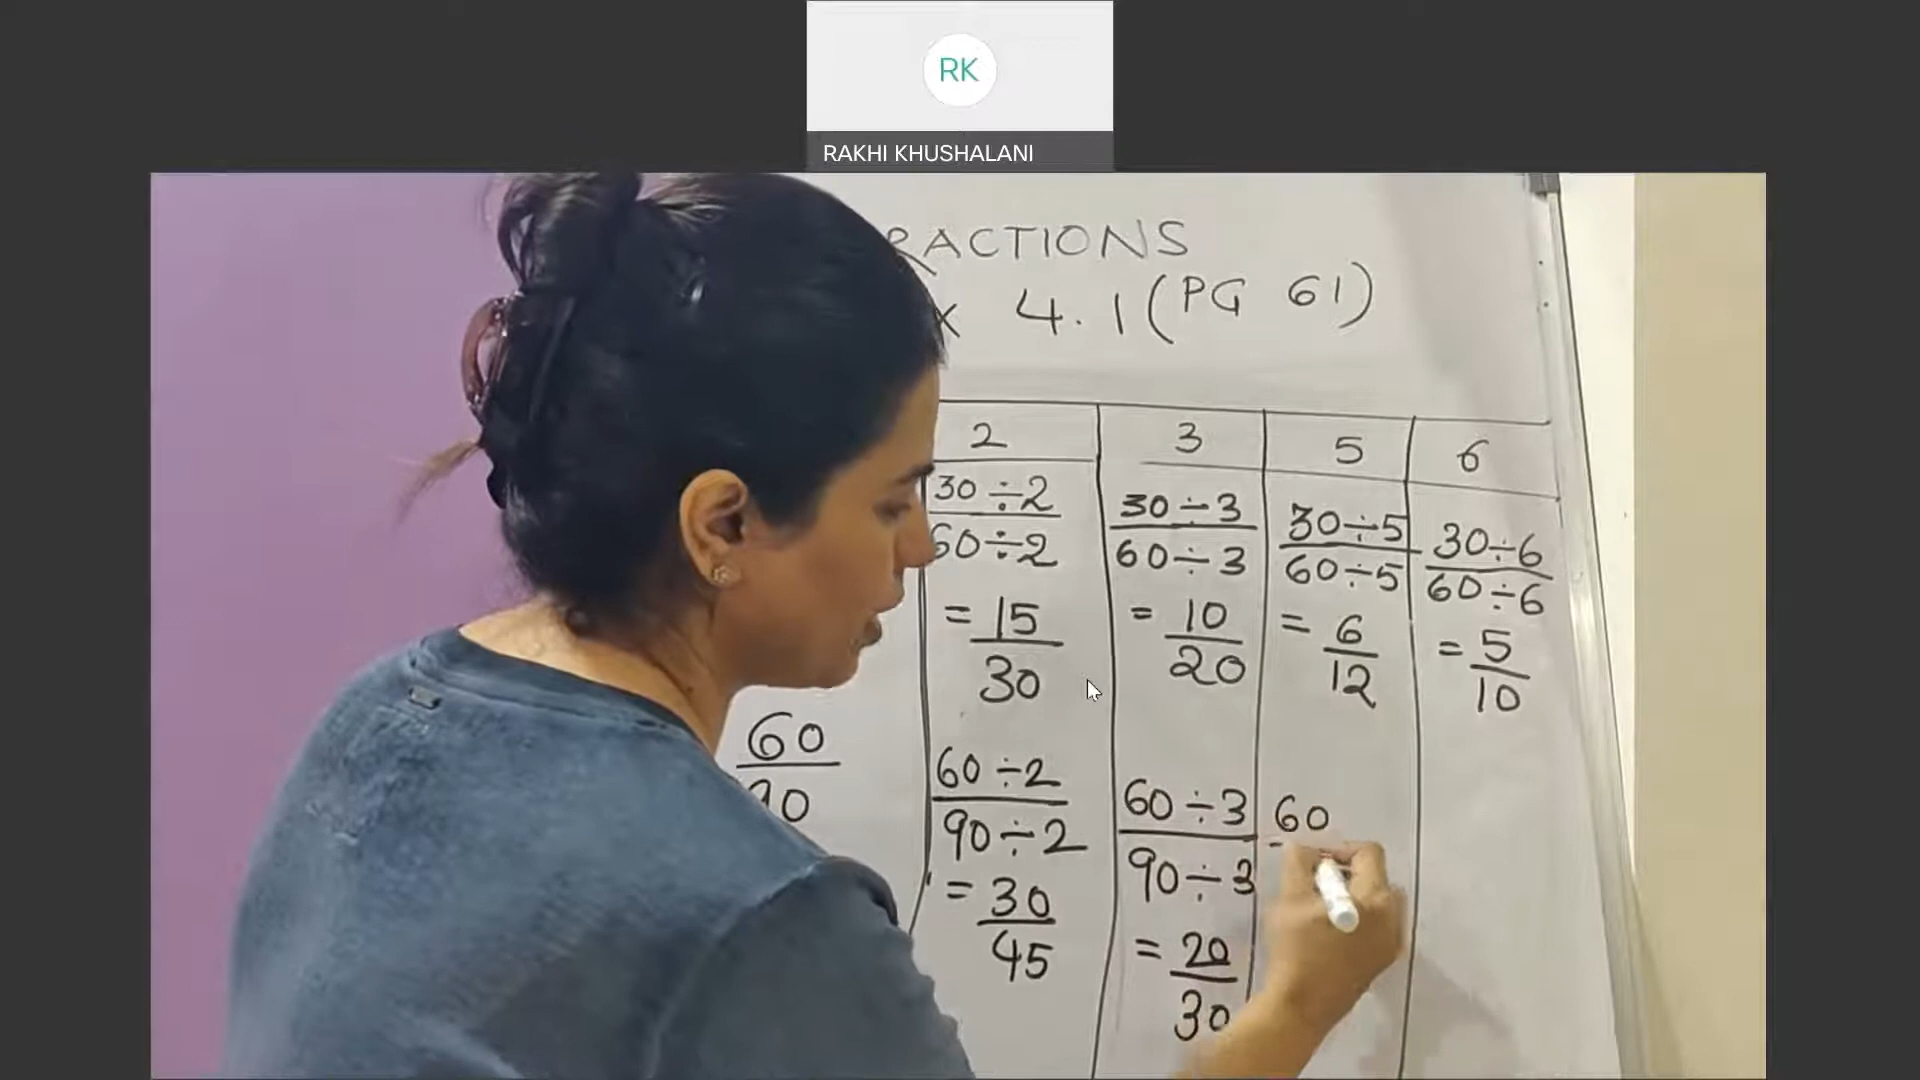 RK
RAKHI KHUSHALANI
RACTIONS
x 4.1 (PG 61)
2 3 5 6
30÷2 30÷3 30÷5 30÷6
60÷2 60÷3 60÷5 60÷6
= 15 = 10 = 6 = 5
30 20 12 10
60 60÷2 60÷3 60
90÷2 90÷3
= 30 = 20
45 30